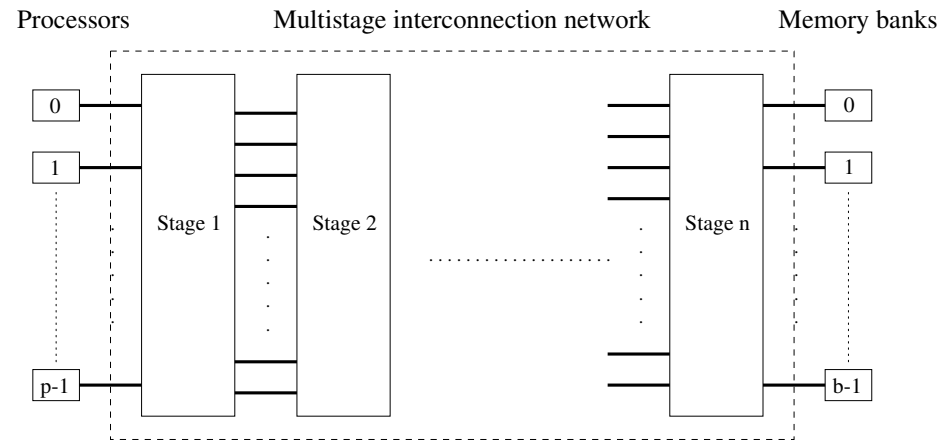 Processors Multistage interconnection network Memory banks
0 0
1 1
Stage 1 Stage 2 Stage n
p-1 b-1